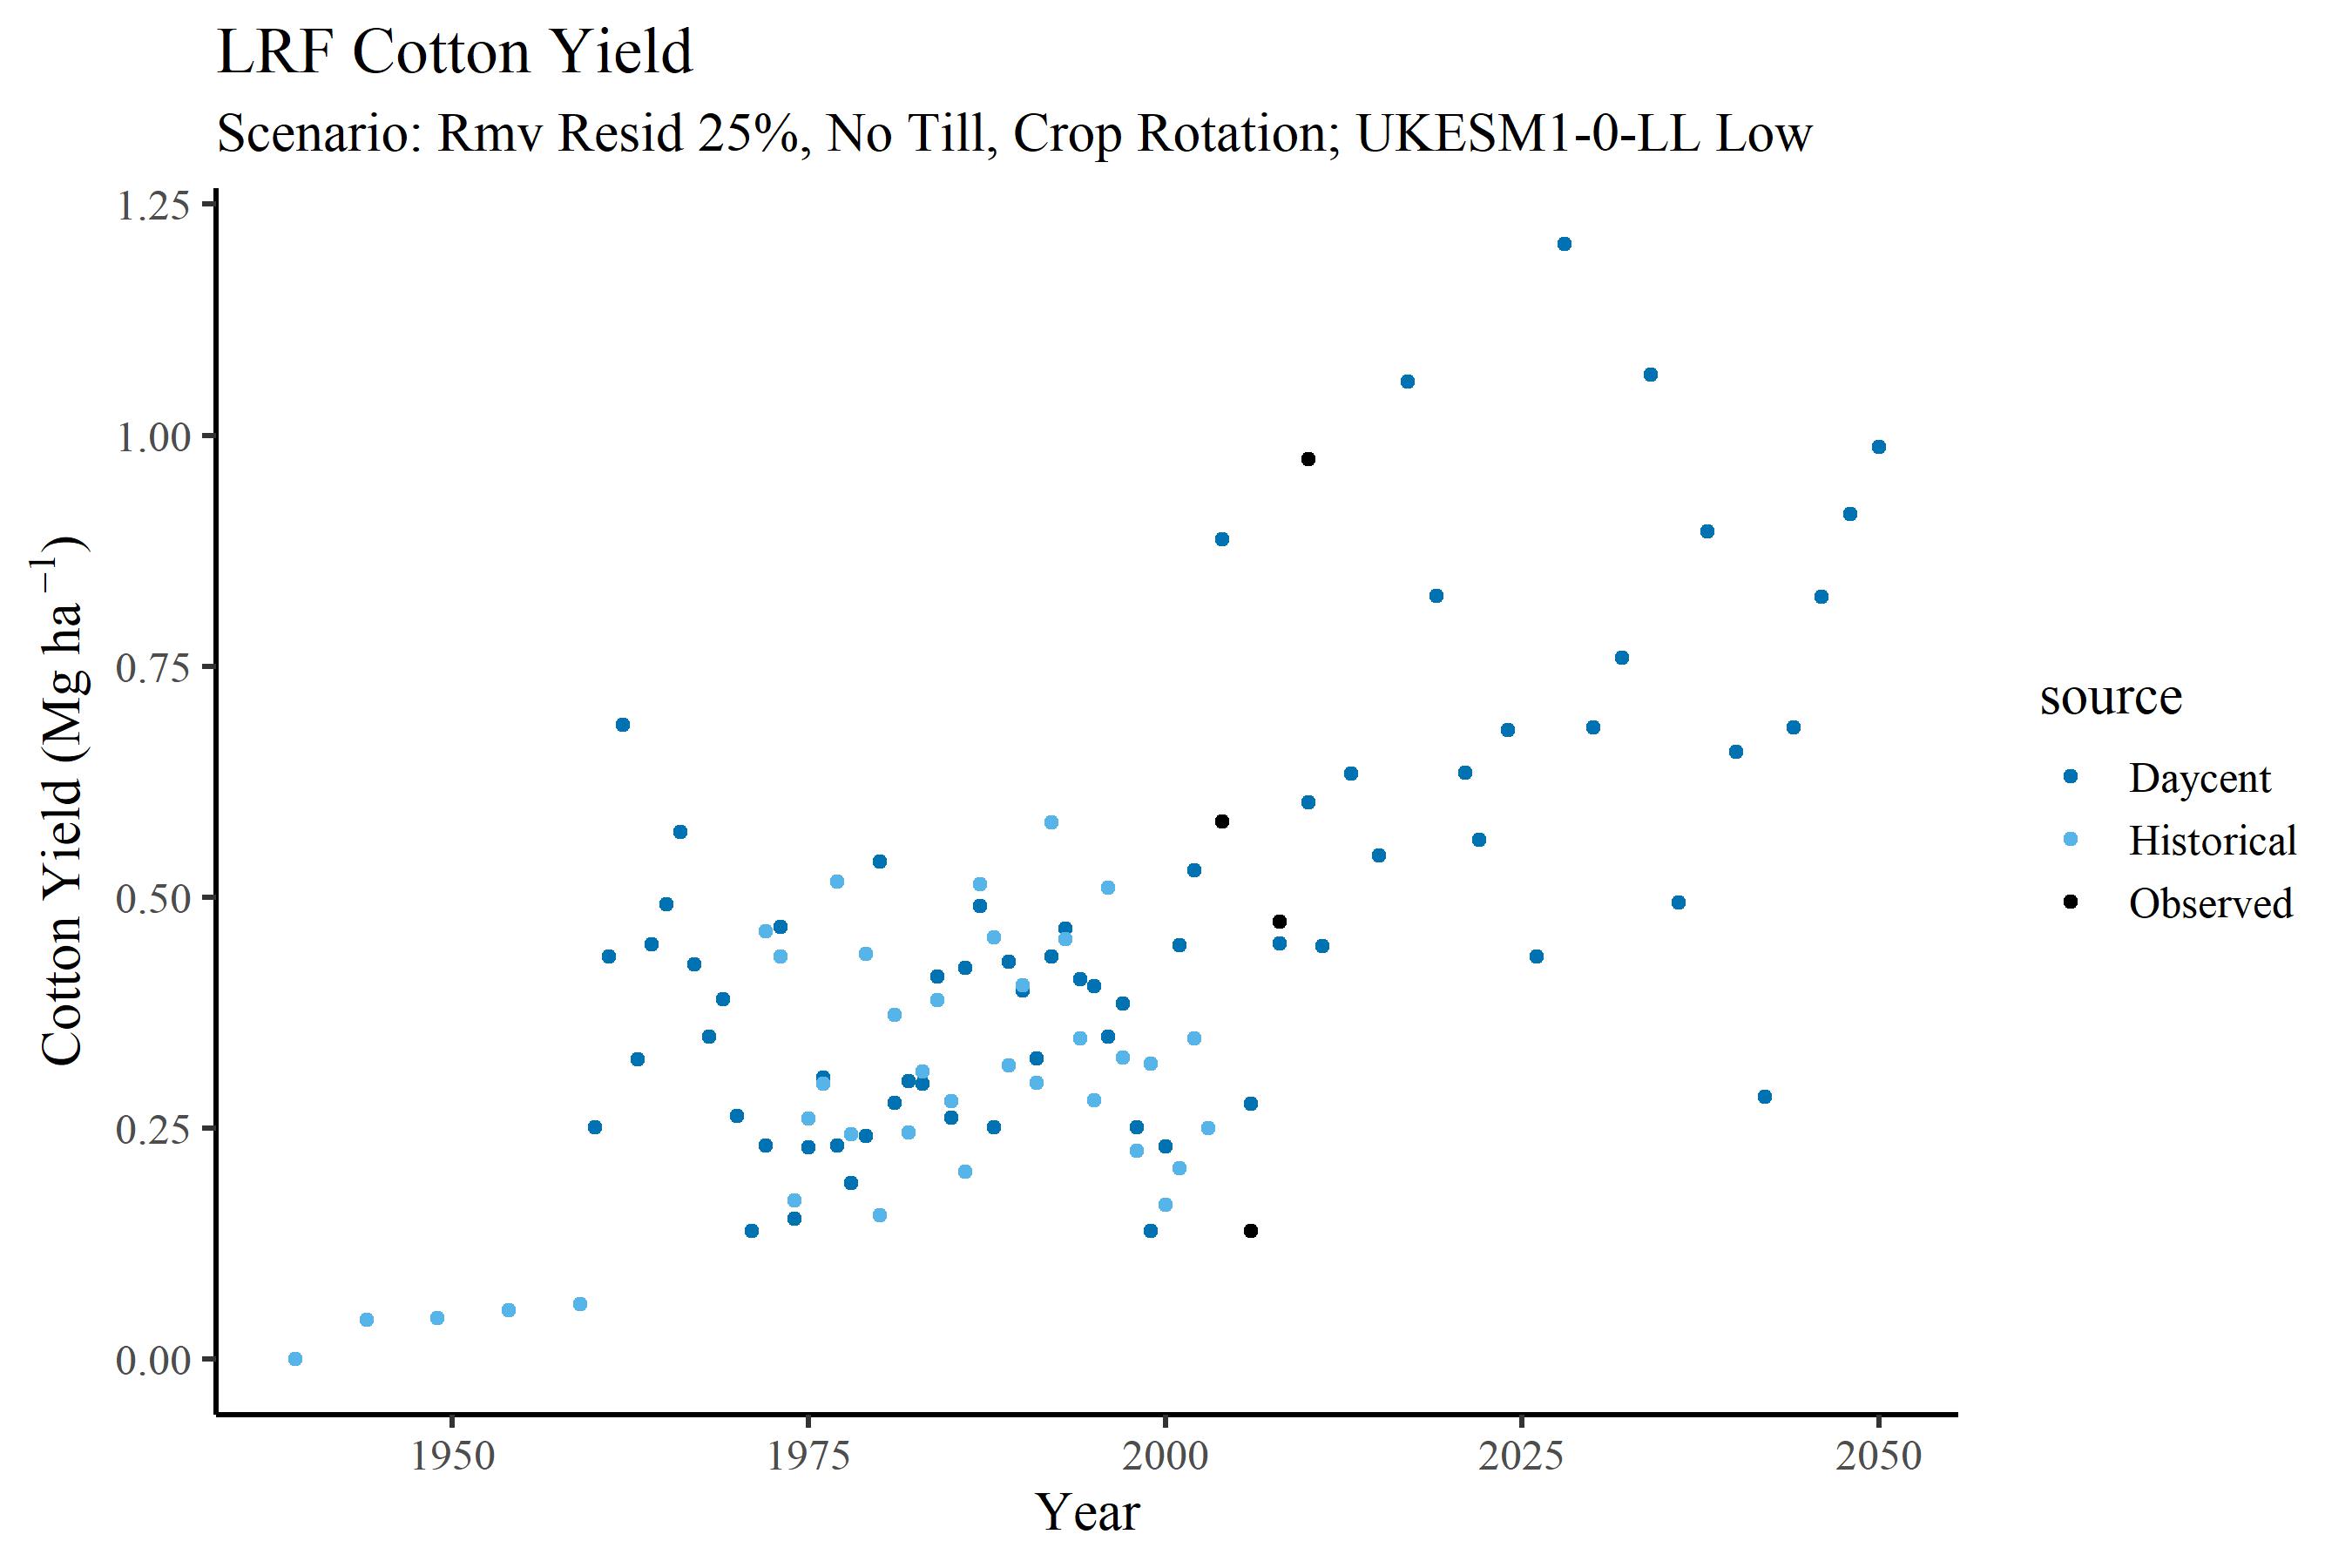 LRF Cotton Yield
Scenario: Rmv Resid 25%, No Till, Crop Rotation; UKESM1-0-LL Low
Cotton Yield (Mg ha⁻¹)
1.25
1.00
0.75
0.50
0.25
0.00
1950 1975 2000 2025 2050
Year
source
Daycent
Historical
Observed